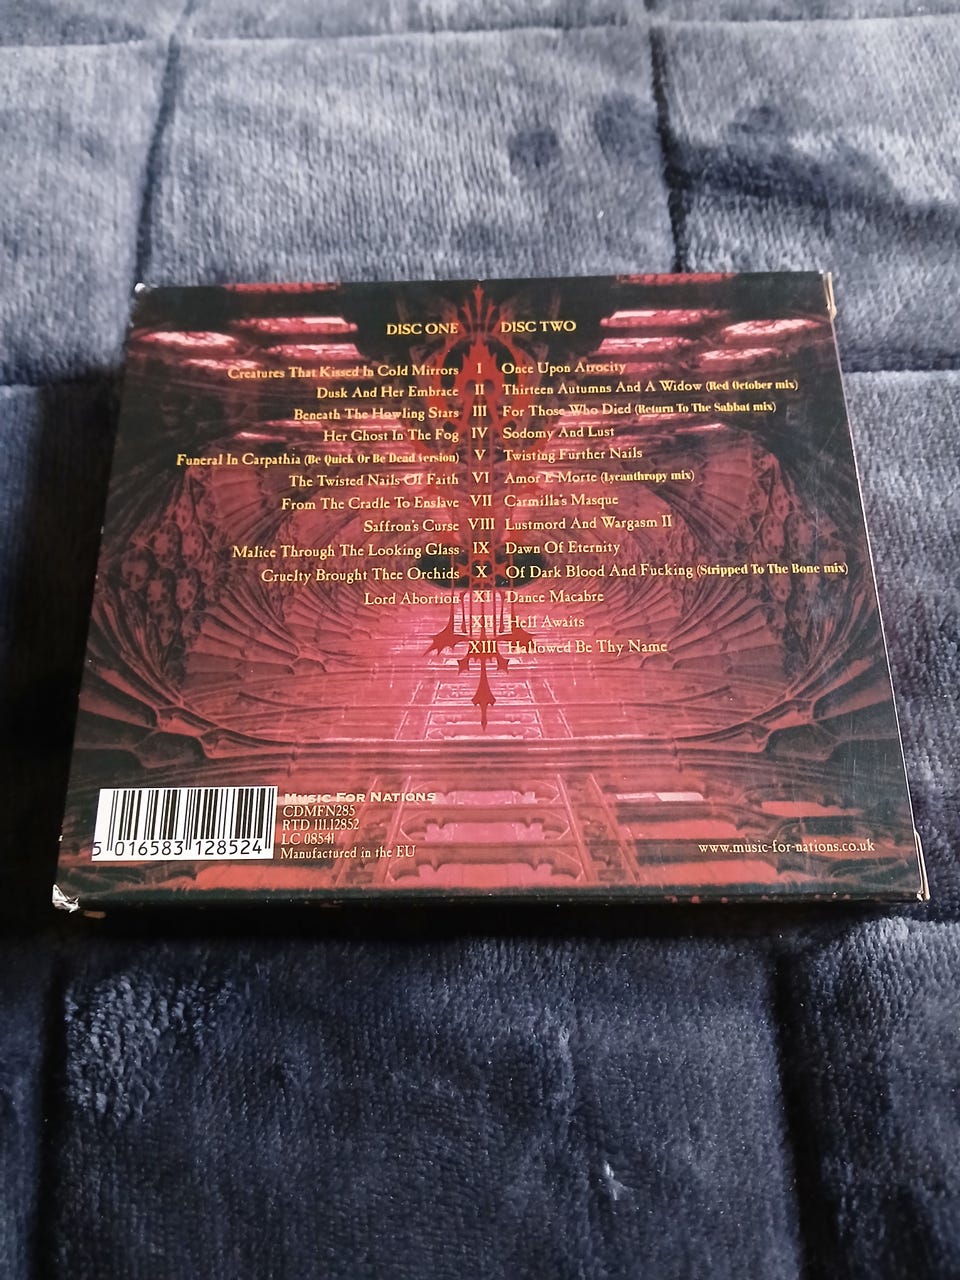 DISC ONE DISC TWO
Creatures That Kissed In Cold Mirrors I Once Upon Atrocity
Dusk And Her Embrace II Thirteen Autumns And A Widow (Red October mix)
Beneath The Howling Stars III For Those Who Died (Return To The Sabbat mix)
Her Ghost In The Fog IV Sodomy And Lust
Funeral In Carpathia (Be Quick Or Be Dead version) V Twisting Further Nails
The Twisted Nails Of Faith VI Amor E Morte (Lycanthropy mix)
From The Cradle To Enslave VII Carmilla's Masque
Saffron's Curse VIII Lustmord And Wargasm II
Malice Through The Looking Glass IX Dawn Of Eternity
Cruelty Brought Thee Orchids X Of Dark Blood And Fucking (Stripped To The Bone mix)
Lord Abortion XI Dance Macabre
XII Hell Awaits
XIII Hallowed Be Thy Name
MUSIC FOR NATIONS
CDMFN285
RTD 111.12852
LC 08541
Manufactured in the EU
5 016583 128524
www.music-for-nations.co.uk